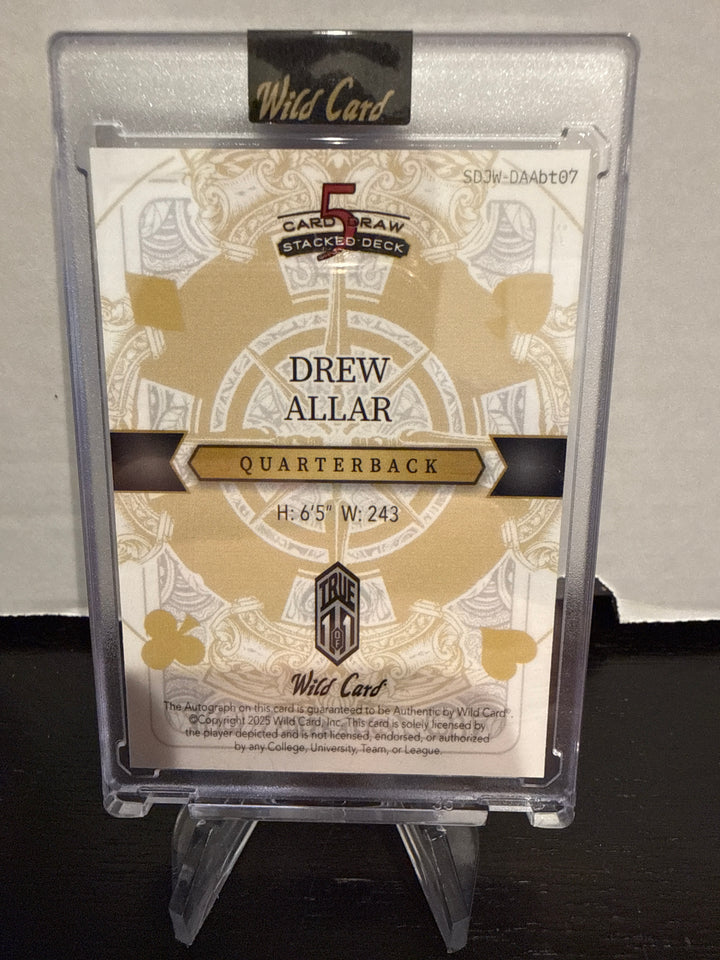 Wild Card
SDJW-DAAbt07
5
CARD DRAW
STACKED DECK
DREW
ALLAR
QUARTERBACK
H: 6'5" W: 243
TRUE
1 OF 1
Wild Card
The Autograph on this card is guaranteed to be Authentic by Wild Card®.
©Copyright 2025 Wild Card, Inc. This card is solely licensed by
the player depicted and is not licensed, endorsed, or authorized
by any College, University, Team, or League.